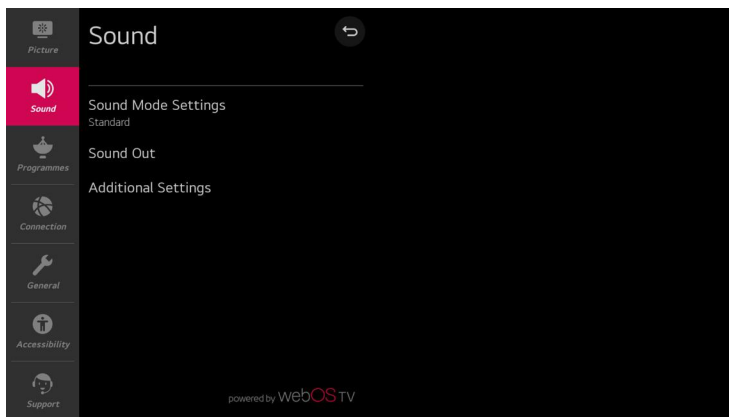 Picture
Sound
Programmes
Connection
General
Accessibility
Support
Sound
Sound Mode Settings
Standard
Sound Out
Additional Settings
powered by webOS TV